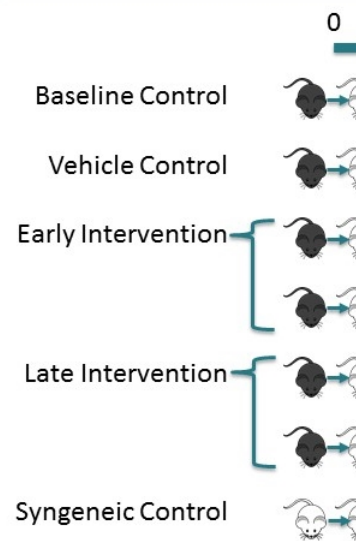 0
Baseline Control
Vehicle Control
Early Intervention
Late Intervention
Syngeneic Control